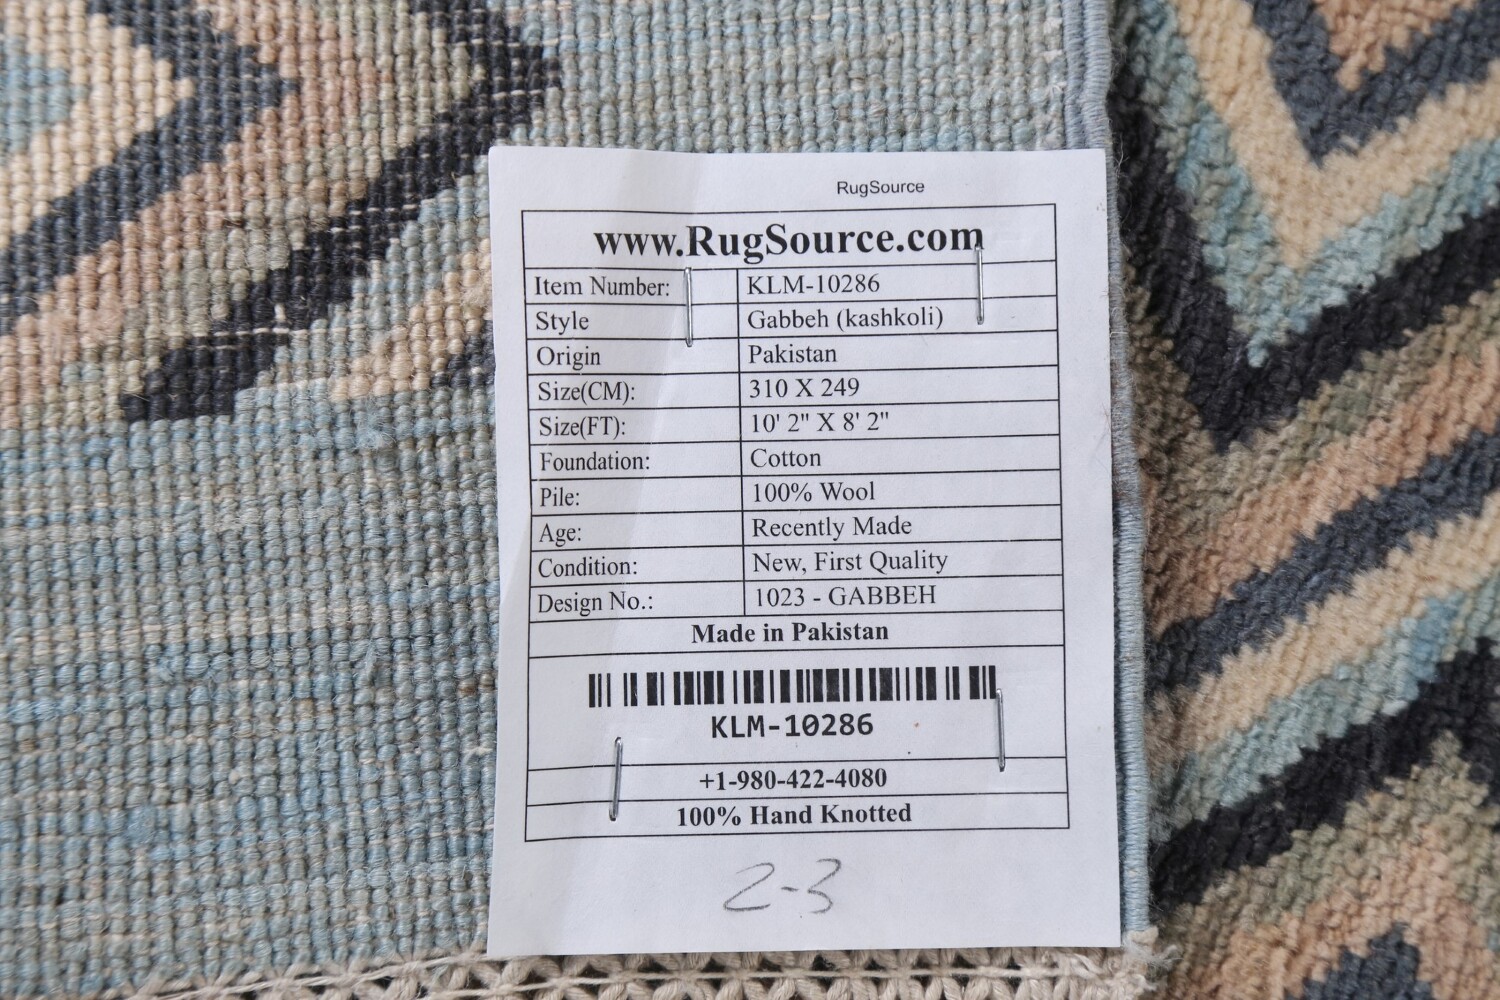 RugSource
www.RugSource.com
Item Number: KLM-10286
Style Gabbeh (kashkoli)
Origin Pakistan
Size(CM): 310 X 249
Size(FT): 10' 2" X 8' 2"
Foundation: Cotton
Pile: 100% Wool
Age: Recently Made
Condition: New, First Quality
Design No.: 1023 - GABBEH
Made in Pakistan
KLM-10286
+1-980-422-4080
100% Hand Knotted
2-3